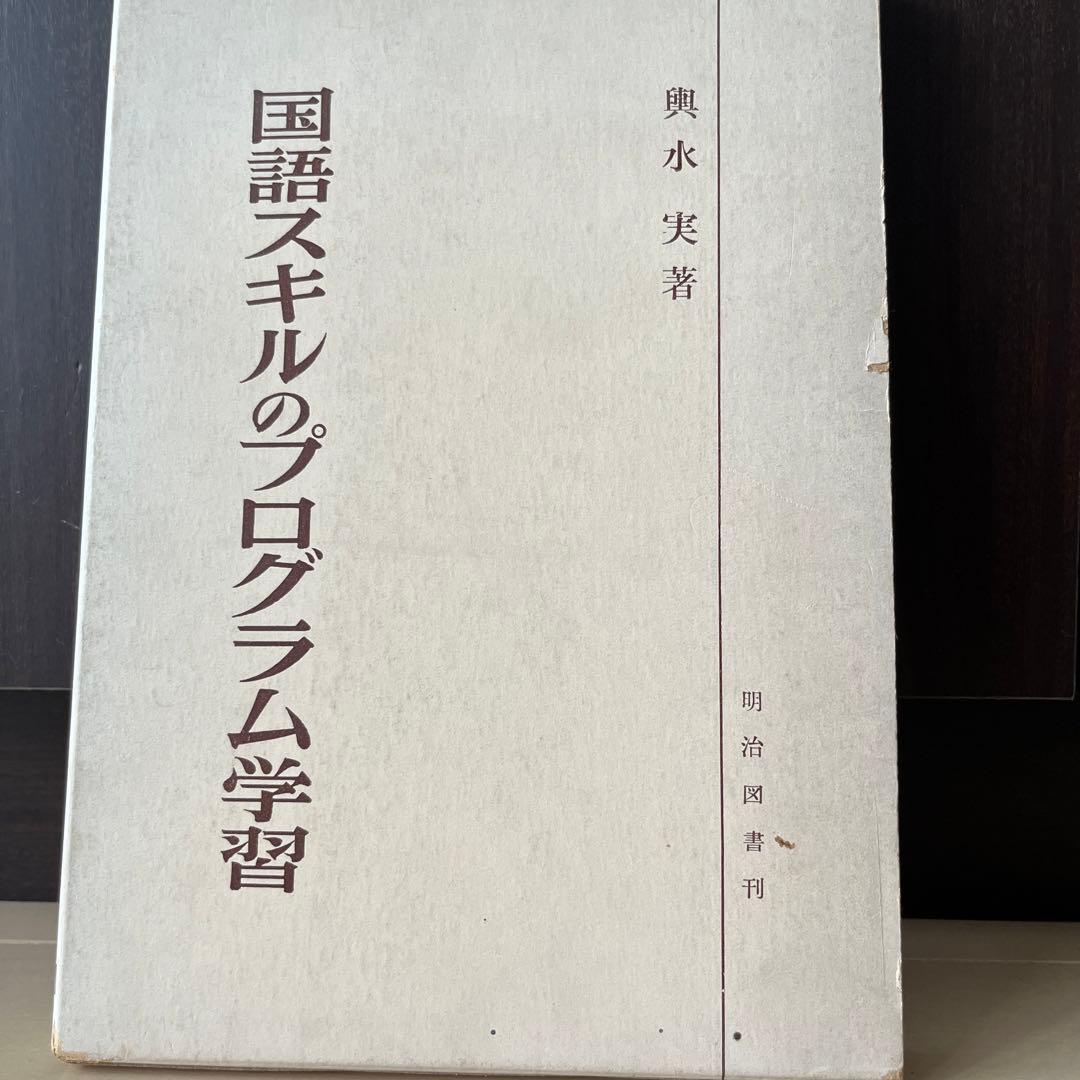 輿水実著
国語スキルのプログラム学習
明治図書刊